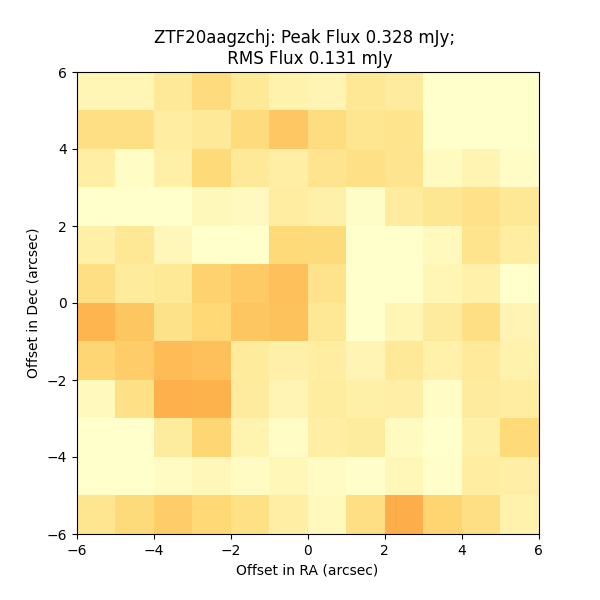 ZTF20aagzchj: Peak Flux 0.328 mJy;
RMS Flux 0.131 mJy
6
4
2
0
−2
−4
−6
Offset in Dec (arcsec)
−6 −4 −2 0 2 4 6
Offset in RA (arcsec)